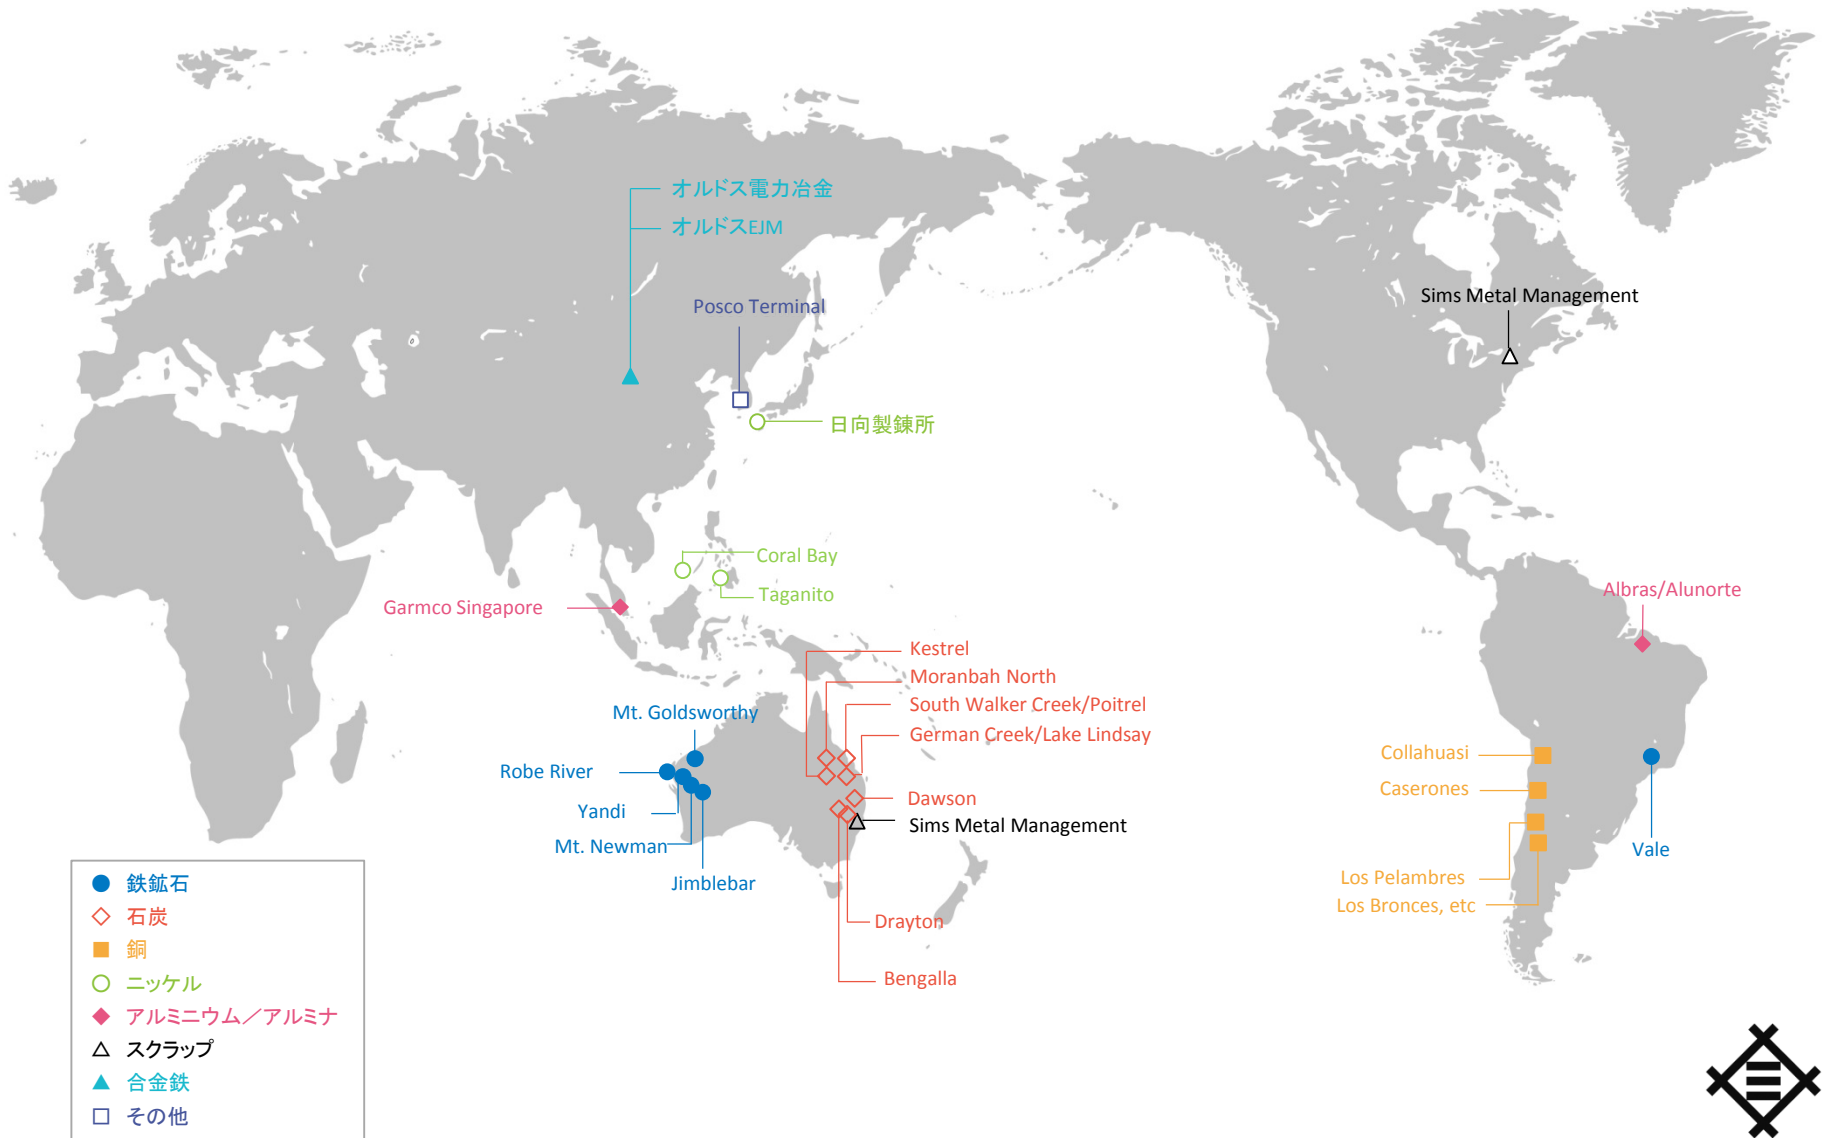 オルドス電力冶金
オルドスEJM
Posco Terminal
Sims Metal Management
日向製錬所
Coral Bay
Taganito
Garmco Singapore
Albras/Alunorte
Kestrel
Moranbah North
South Walker Creek/Poitrel
German Creek/Lake Lindsay
Mt. Goldsworthy
Robe River
Yandi
Mt. Newman
Jimblebar
Dawson
Sims Metal Management
Drayton
Bengalla
Collahuasi
Caserones
Los Pelambres
Los Bronces, etc
Vale
鉄鉱石
石炭
銅
ニッケル
アルミニウム／アルミナ
スクラップ
合金鉄
その他